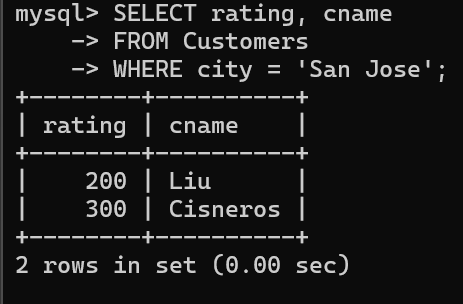 mysql> SELECT rating, cname
    -> FROM Customers
    -> WHERE city = 'San Jose';
+--------+----------+
| rating | cname    |
+--------+----------+
|    200 | Liu      |
|    300 | Cisneros |
+--------+----------+
2 rows in set (0.00 sec)